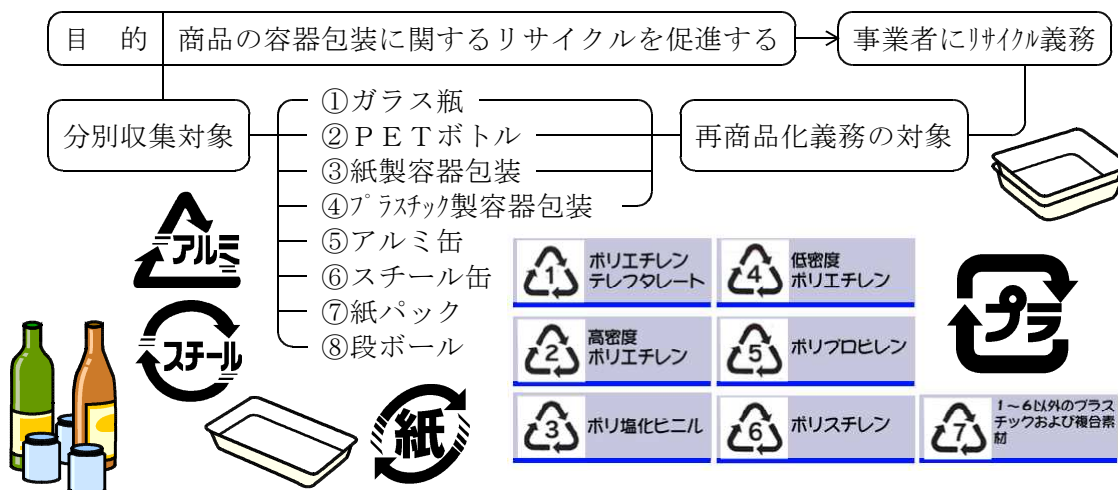 目 的 商品の容器包装に関するリサイクルを促進する 事業者にリサイクル義務
分別収集対象
①ガラス瓶
②PETボトル
③紙製容器包装
④プラスチック製容器包装
⑤アルミ缶
⑥スチール缶
⑦紙パック
⑧段ボール
再商品化義務の対象
アルミ
スチール
紙
1
ポリエチレン
テレフタレート
2
高密度
ポリエチレン
3
ポリ塩化ビニル
4
低密度
ポリエチレン
5
ポリプロピレン
6
ポリスチレン
7
1～6以外のプラス
チックおよび複合素
材
プラ